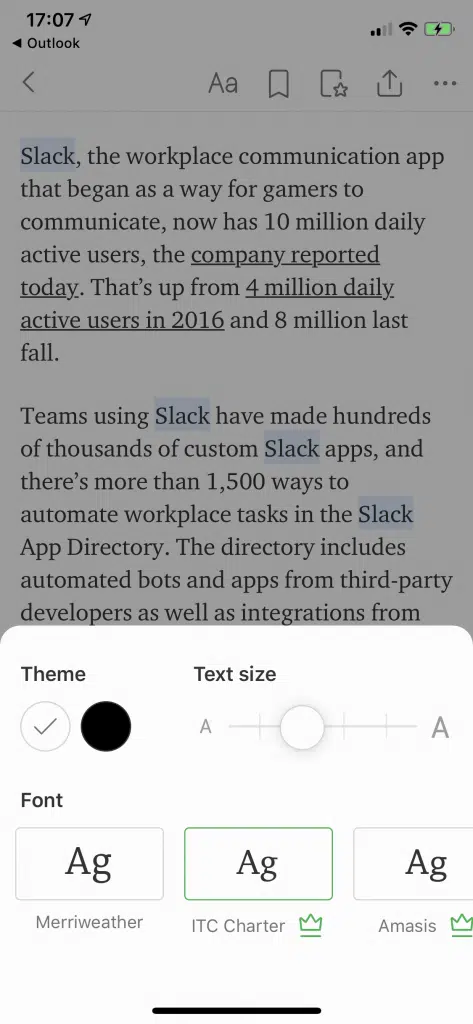 17:07
◀ Outlook
Aa
Slack, the workplace communication app
that began as a way for gamers to
communicate, now has 10 million daily
active users, the company reported
today. That’s up from 4 million daily
active users in 2016 and 8 million last
fall.
Teams using Slack have made hundreds
of thousands of custom Slack apps, and
there’s more than 1,500 ways to
automate workplace tasks in the Slack
App Directory. The directory includes
automated bots and apps from third-party
developers as well as integrations from
Theme Text size
A A
Font
Ag Ag Ag
Merriweather ITC Charter Amasis